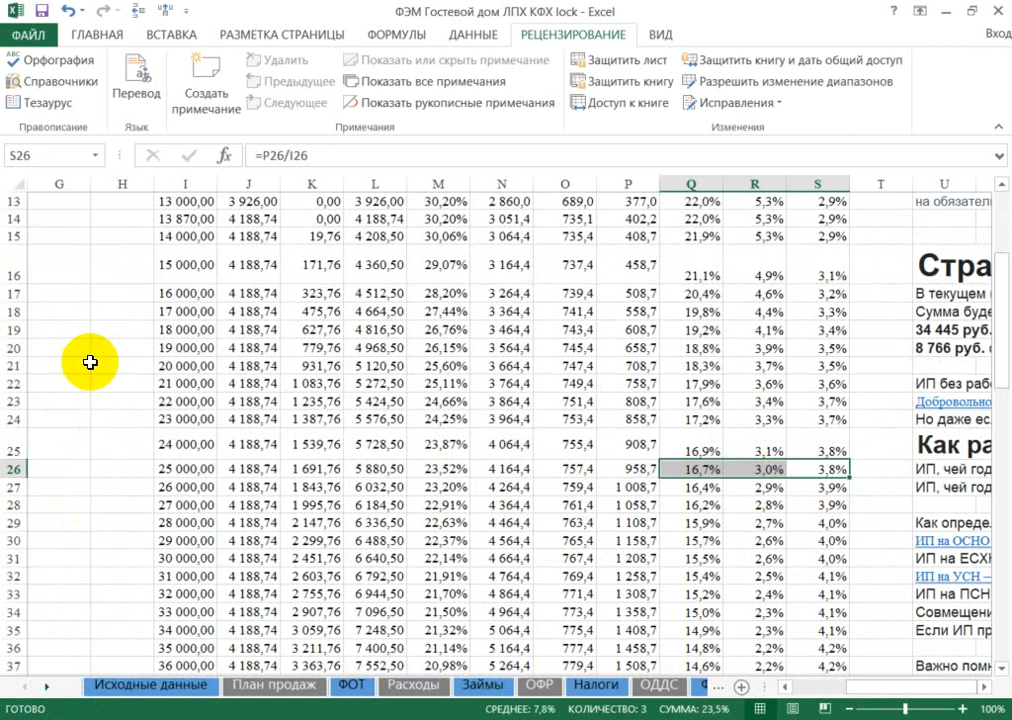 ФЭМ Гостевой дом ЛПХ КФХ lock - Excel
ФАЙЛ ГЛАВНАЯ ВСТАВКА РАЗМЕТКА СТРАНИЦЫ ФОРМУЛЫ ДАННЫЕ РЕЦЕНЗИРОВАНИЕ ВИД Вход
ABC Орфография
Справочники
Тезаурус
Правописание
Перевод
Язык
Создать примечание
Удалить
Предыдущее
Следующее
Показать или скрыть примечание
Показать все примечания
Показать рукописные примечания
Примечания
Защитить лист
Защитить книгу
Доступ к книге
Защитить книгу и дать общий доступ
Разрешить изменение диапазонов
Исправления
Изменения
S26 fx =P26/I26
G H I J K L M N O P Q R S T U
13 13 000,00 3 926,00 0,00 3 926,00 30,20% 2 860,0 689,0 377,0 22,0% 5,3% 2,9% на обязател
14 13 870,00 4 188,74 0,00 4 188,74 30,20% 3 051,4 735,1 402,2 22,0% 5,3% 2,9%
15 14 000,00 4 188,74 19,76 4 208,50 30,06% 3 064,4 735,4 408,7 21,9% 5,3% 2,9%
16 15 000,00 4 188,74 171,76 4 360,50 29,07% 3 164,4 737,4 458,7 21,1% 4,9% 3,1% Стра
17 16 000,00 4 188,74 323,76 4 512,50 28,20% 3 264,4 739,4 508,7 20,4% 4,6% 3,2% В текущем
18 17 000,00 4 188,74 475,76 4 664,50 27,44% 3 364,4 741,4 558,7 19,8% 4,4% 3,3% Сумма буде
19 18 000,00 4 188,74 627,76 4 816,50 26,76% 3 464,4 743,4 608,7 19,2% 4,1% 3,4% 34 445 руб.
20 19 000,00 4 188,74 779,76 4 968,50 26,15% 3 564,4 745,4 658,7 18,8% 3,9% 3,5% 8 766 руб.
21 20 000,00 4 188,74 931,76 5 120,50 25,60% 3 664,4 747,4 708,7 18,3% 3,7% 3,5%
22 21 000,00 4 188,74 1 083,76 5 272,50 25,11% 3 764,4 749,4 758,7 17,9% 3,6% 3,6% ИП без раб
23 22 000,00 4 188,74 1 235,76 5 424,50 24,66% 3 864,4 751,4 808,7 17,6% 3,4% 3,7% Добровольно
24 23 000,00 4 188,74 1 387,76 5 576,50 24,25% 3 964,4 753,4 858,7 17,2% 3,3% 3,7% Но даже ес
25 24 000,00 4 188,74 1 539,76 5 728,50 23,87% 4 064,4 755,4 908,7 16,9% 3,1% 3,8% Как ра
26 25 000,00 4 188,74 1 691,76 5 880,50 23,52% 4 164,4 757,4 958,7 16,7% 3,0% 3,8% ИП, чей год
27 26 000,00 4 188,74 1 843,76 6 032,50 23,20% 4 264,4 759,4 1 008,7 16,4% 2,9% 3,9% ИП, чей год
28 27 000,00 4 188,74 1 995,76 6 184,50 22,91% 4 364,4 761,4 1 058,7 16,2% 2,8% 3,9%
29 28 000,00 4 188,74 2 147,76 6 336,50 22,63% 4 464,4 763,4 1 108,7 15,9% 2,7% 4,0% Как опреде
30 29 000,00 4 188,74 2 299,76 6 488,50 22,37% 4 564,4 765,4 1 158,7 15,7% 2,6% 4,0% ИП на ОСНО
31 30 000,00 4 188,74 2 451,76 6 640,50 22,14% 4 664,4 767,4 1 208,7 15,5% 2,6% 4,0% ИП на ЕСХН
32 31 000,00 4 188,74 2 603,76 6 792,50 21,91% 4 764,4 769,4 1 258,7 15,4% 2,5% 4,1% ИП на УСН —
33 32 000,00 4 188,74 2 755,76 6 944,50 21,70% 4 864,4 771,4 1 308,7 15,2% 2,4% 4,1% ИП на ПСН
34 33 000,00 4 188,74 2 907,76 7 096,50 21,50% 4 964,4 773,4 1 358,7 15,0% 2,3% 4,1% Совмещени
35 34 000,00 4 188,74 3 059,76 7 248,50 21,32% 5 064,4 775,4 1 408,7 14,9% 2,3% 4,1% Если ИП пр
36 35 000,00 4 188,74 3 211,76 7 400,50 21,14% 5 164,4 777,4 1 458,7 14,8% 2,2% 4,2%
37 36 000,00 4 188,74 3 363,76 7 552,50 20,98% 5 264,4 779,4 1 508,7 14,6% 2,2% 4,2% Важно помн
Исходные данные План продаж ФОТ Расходы Займы ОФР Налоги ОДДС ...
ГОТОВО СРЕДНЕЕ: 7,8% КОЛИЧЕСТВО: 3 СУММА: 23,5% 100%